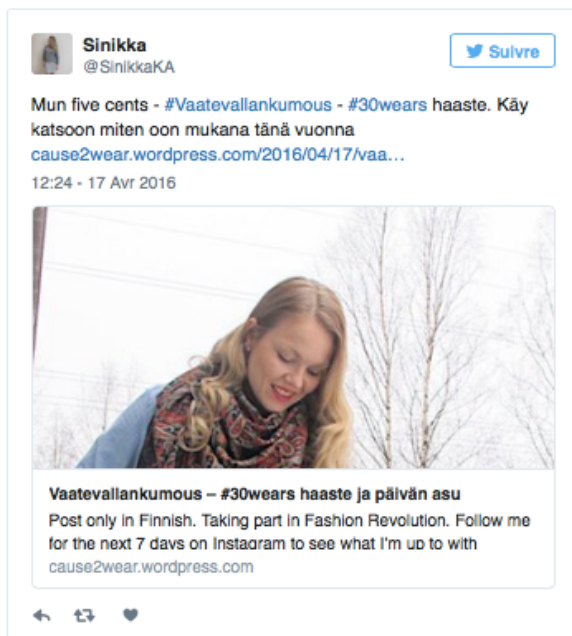 Sinikka
@SinikkaKA
Suivre
Mun five cents - #Vaatevallankumous - #30wears haaste. Käy
katsoon miten oon mukana tänä vuonna
cause2wear.wordpress.com/2016/04/17/vaa…
12:24 - 17 Avr 2016
Vaatevallankumous – #30wears haaste ja päivän asu
Post only in Finnish. Taking part in Fashion Revolution. Follow me
for the next 7 days on Instagram to see what I'm up to with
cause2wear.wordpress.com